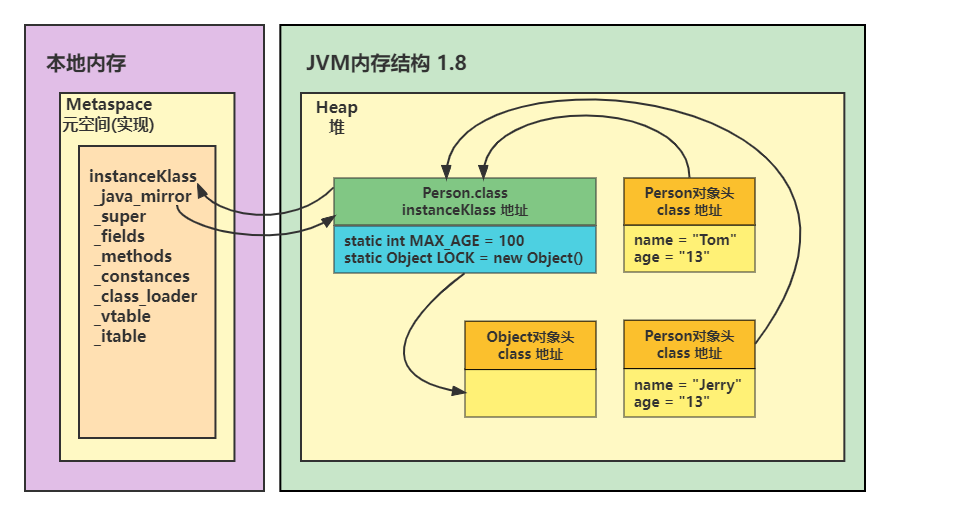 本地内存
Metaspace
元空间(实现)
instanceKlass
_java_mirror
_super
_fields
_methods
_constances
_class_loader
_vtable
_itable
JVM内存结构 1.8
Heap
堆
Person.class
instanceKlass 地址
static int MAX_AGE = 100
static Object LOCK = new Object()
Person对象头
class 地址
name = "Tom"
age = "13"
Object对象头
class 地址
Person对象头
class 地址
name = "Jerry"
age = "13"